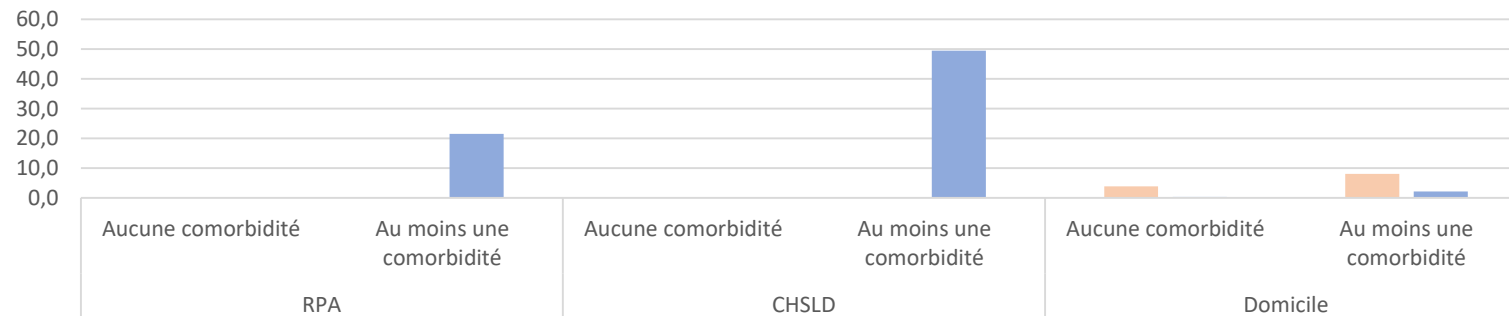 60,0
50,0
40,0
30,0
20,0
10,0
0,0
Aucune comorbidité
Au moins une
comorbidité
Aucune comorbidité
Au moins une
comorbidité
Aucune comorbidité
Au moins une
comorbidité
RPA
CHSLD
Domicile